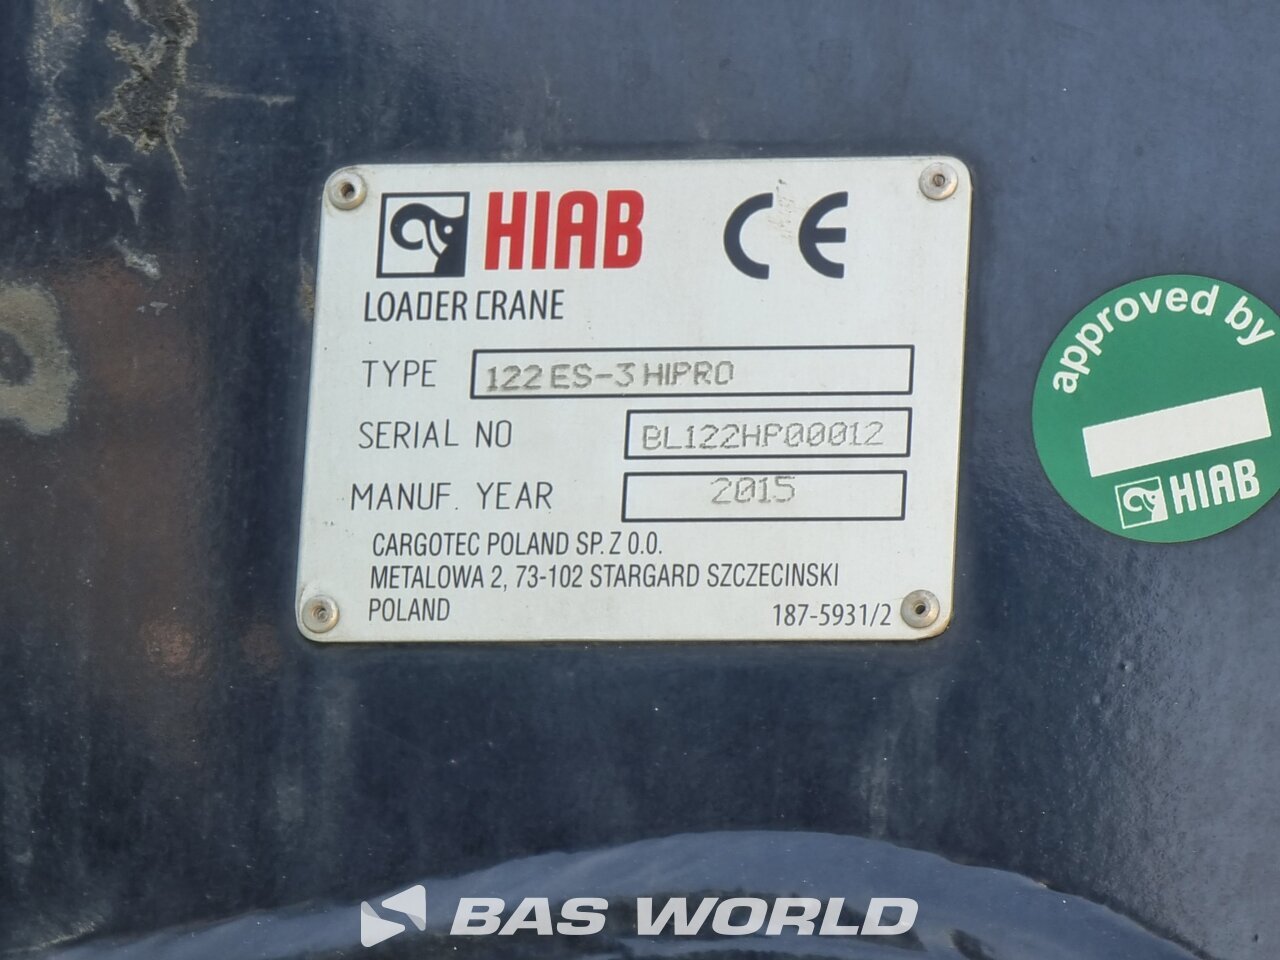 HIAB CE
LOADER CRANE
TYPE 122 ES-3 HIPRO
SERIAL NO BL122HP00012
MANUF. YEAR 2015
CARGOTEC POLAND SP. Z O.O.
METALOWA 2, 73-102 STARGARD SZCZECINSKI
POLAND 187-5931/2
approved by
HIAB
BAS WORLD